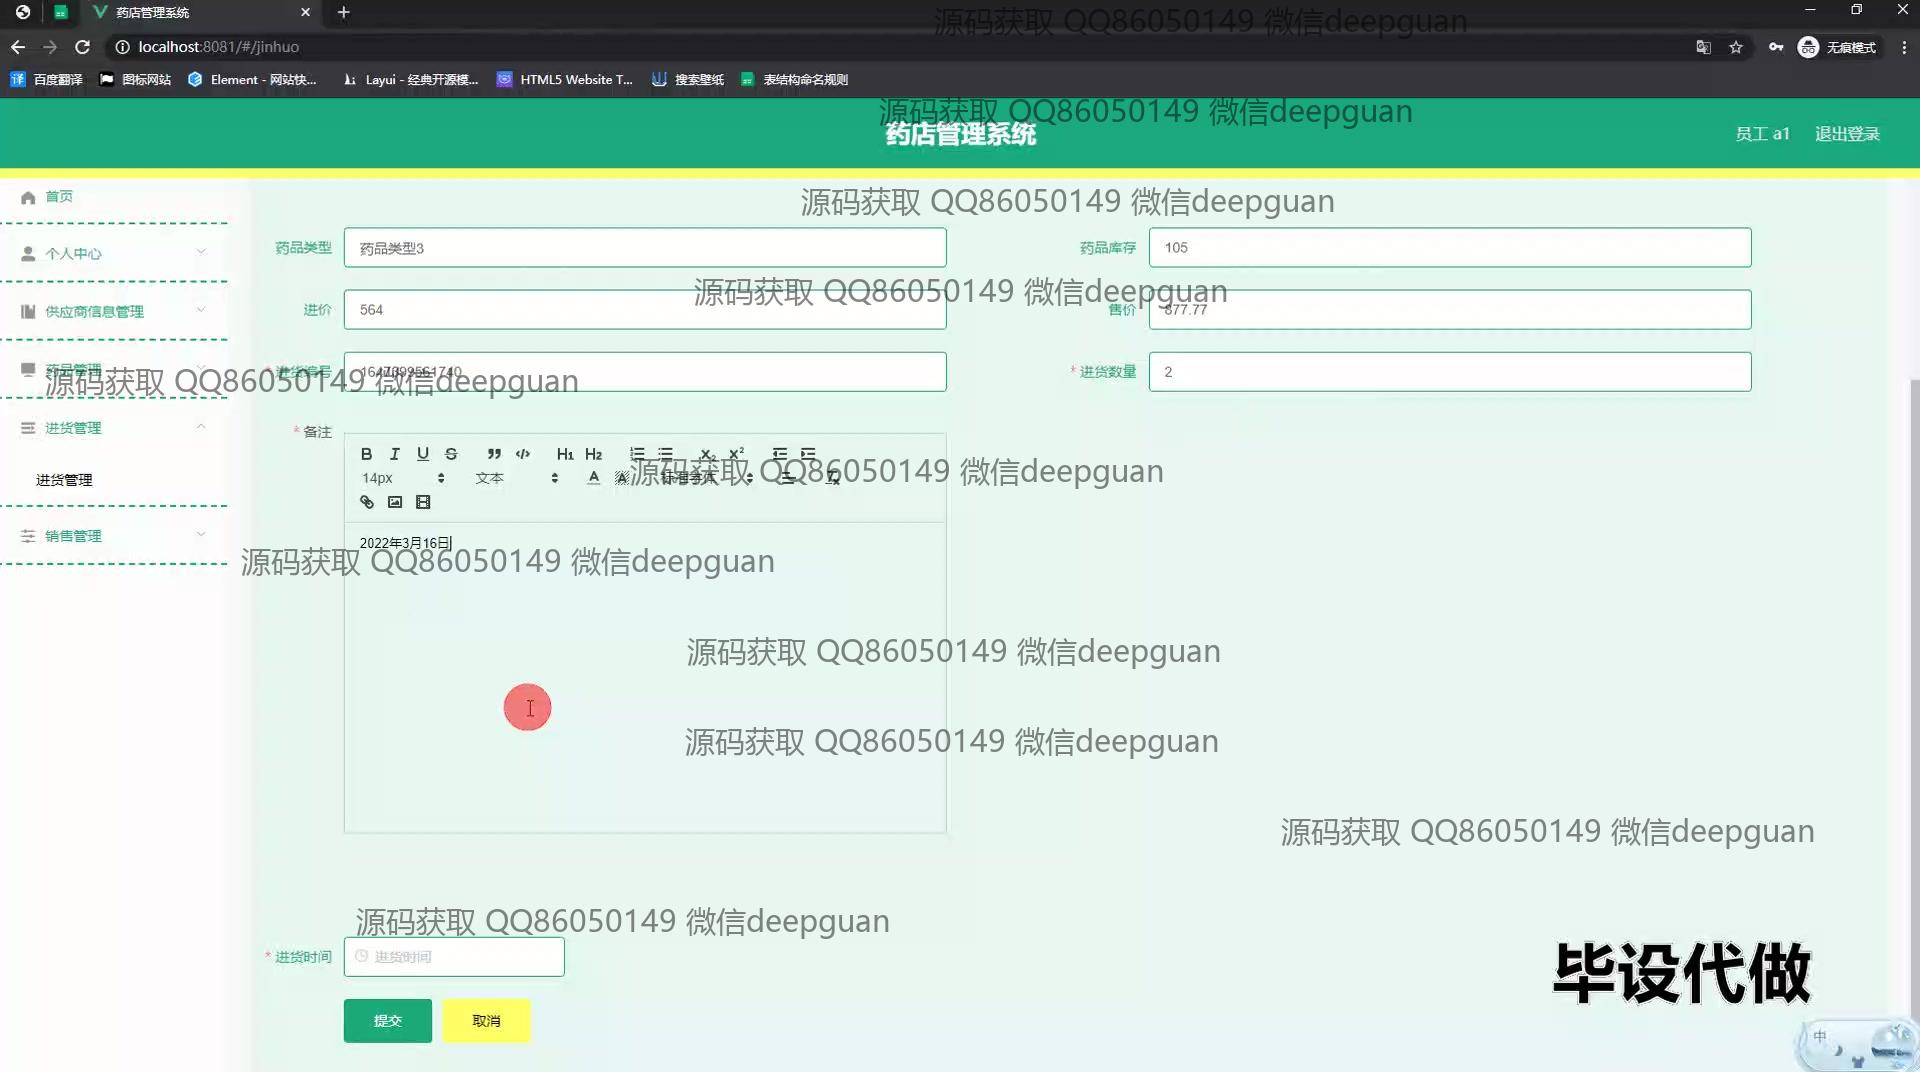 药店管理系统
源码获取 QQ86050149 微信deepguan
localhost:8081/#/jinhuo
无痕模式
百度翻译 图标网站 Element - 网站快... Layui - 经典开源模... HTML5 Website T... 搜索壁纸 表结构命名规则
源码获取 QQ86050149 微信deepguan
药店管理系统
员工 a1 退出登录
首页
源码获取 QQ86050149 微信deepguan
药品类型 药品类型3 药品库存 105
个人中心
源码获取 QQ86050149 微信deepguan
进价 564 售价 877.77
供应商信息管理
药品管理
* 进货编号 1647399561740 * 进货数量 2
源码获取 QQ86050149 微信deepguan
进货管理
* 备注
B I U S H1 H2 X2 X2
源码获取 QQ86050149 微信deepguan
14px 文本 A 标准字体
进货管理
销售管理
2022年3月16日
源码获取 QQ86050149 微信deepguan
源码获取 QQ86050149 微信deepguan
源码获取 QQ86050149 微信deepguan
源码获取 QQ86050149 微信deepguan
源码获取 QQ86050149 微信deepguan
* 进货时间 进货时间
毕设代做
提交 取消
中